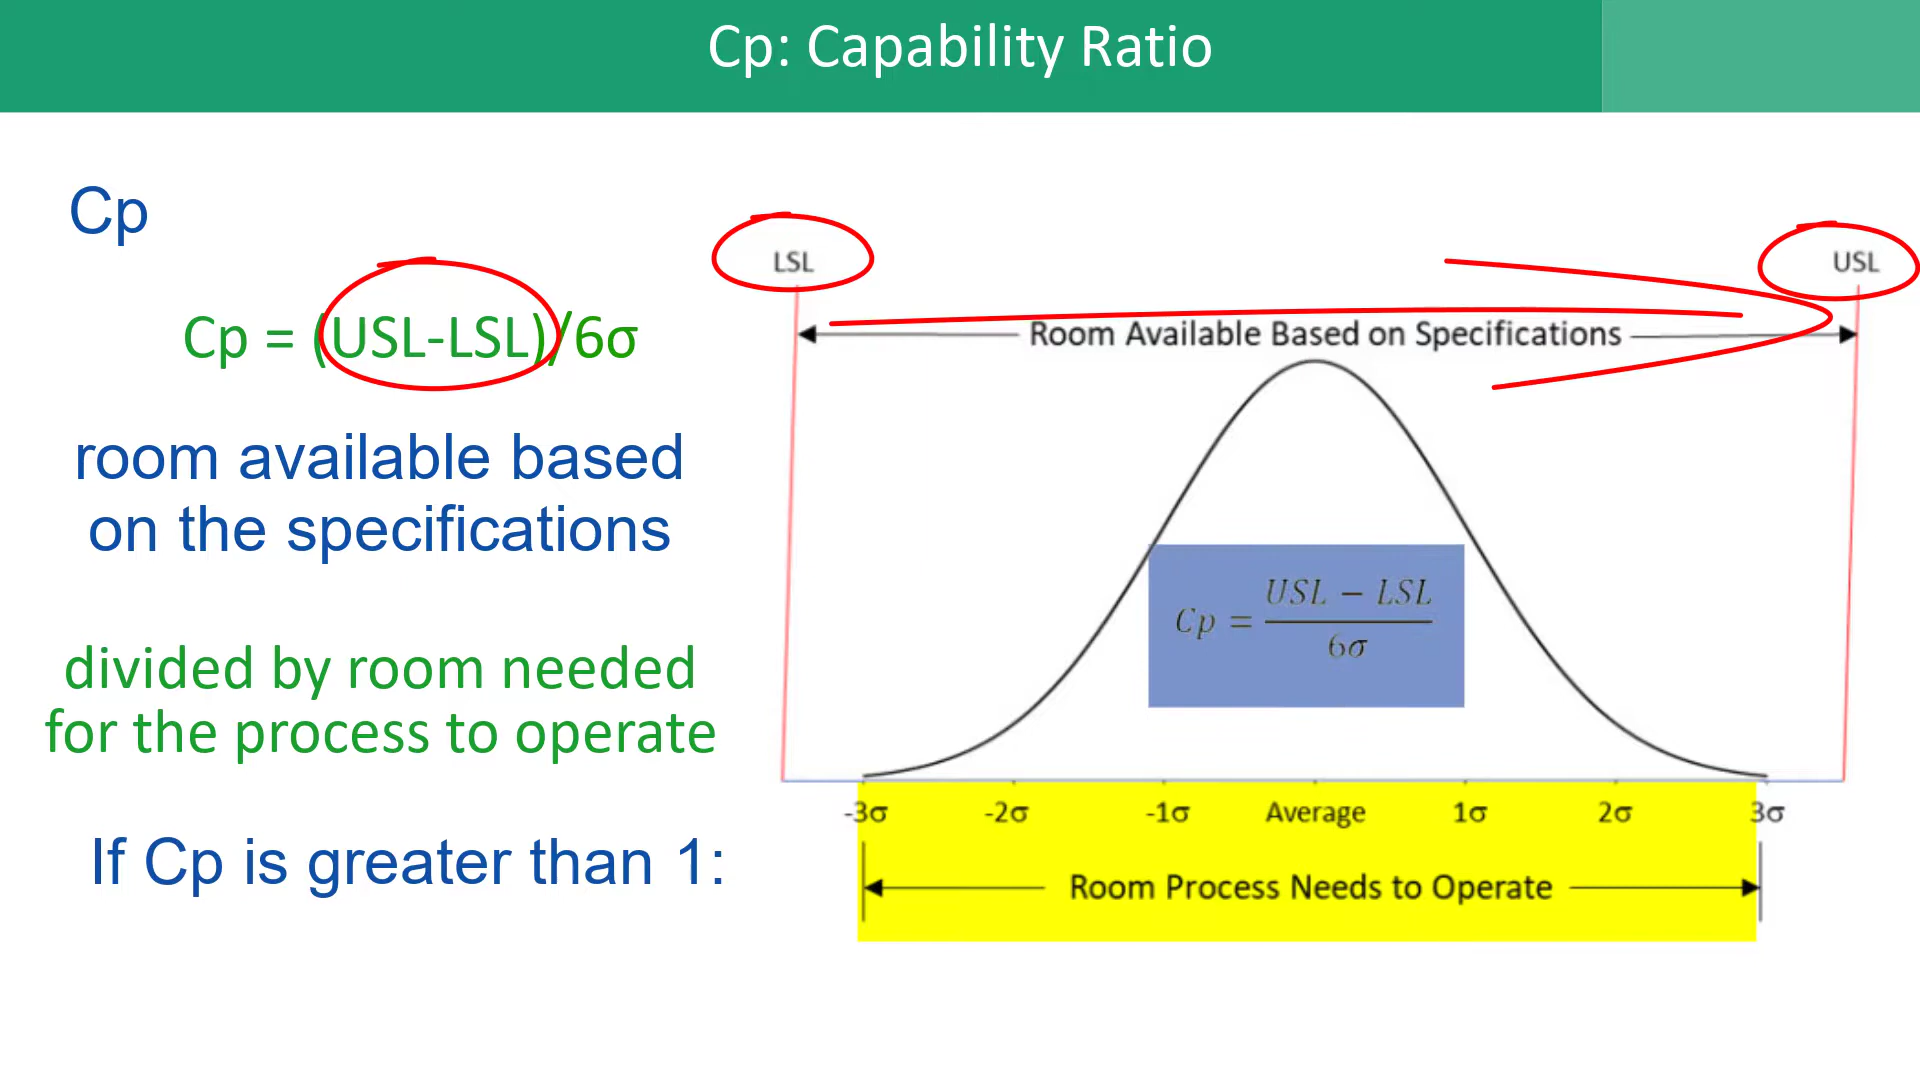 Cp: Capability Ratio
Cp
Cp = (USL-LSL)/6σ
room available based
on the specifications
divided by room needed
for the process to operate
If Cp is greater than 1:
LSL
USL
Room Available Based on Specifications
Cp = USL − LSL
6σ
-3σ -2σ -1σ Average 1σ 2σ 3σ
Room Process Needs to Operate